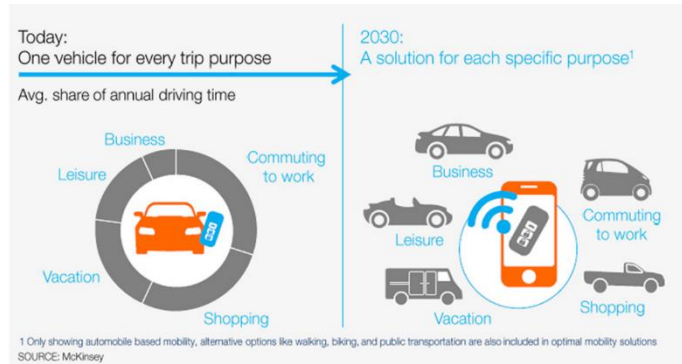 Today:
One vehicle for every trip purpose
Avg. share of annual driving time
Business
Commuting
to work
Leisure
Vacation
Shopping
2030:
A solution for each specific purpose¹
Business
Commuting
to work
Leisure
Shopping
Vacation
1 Only showing automobile based mobility, alternative options like walking, biking, and public transportation are also included in optimal mobility solutions
SOURCE: McKinsey